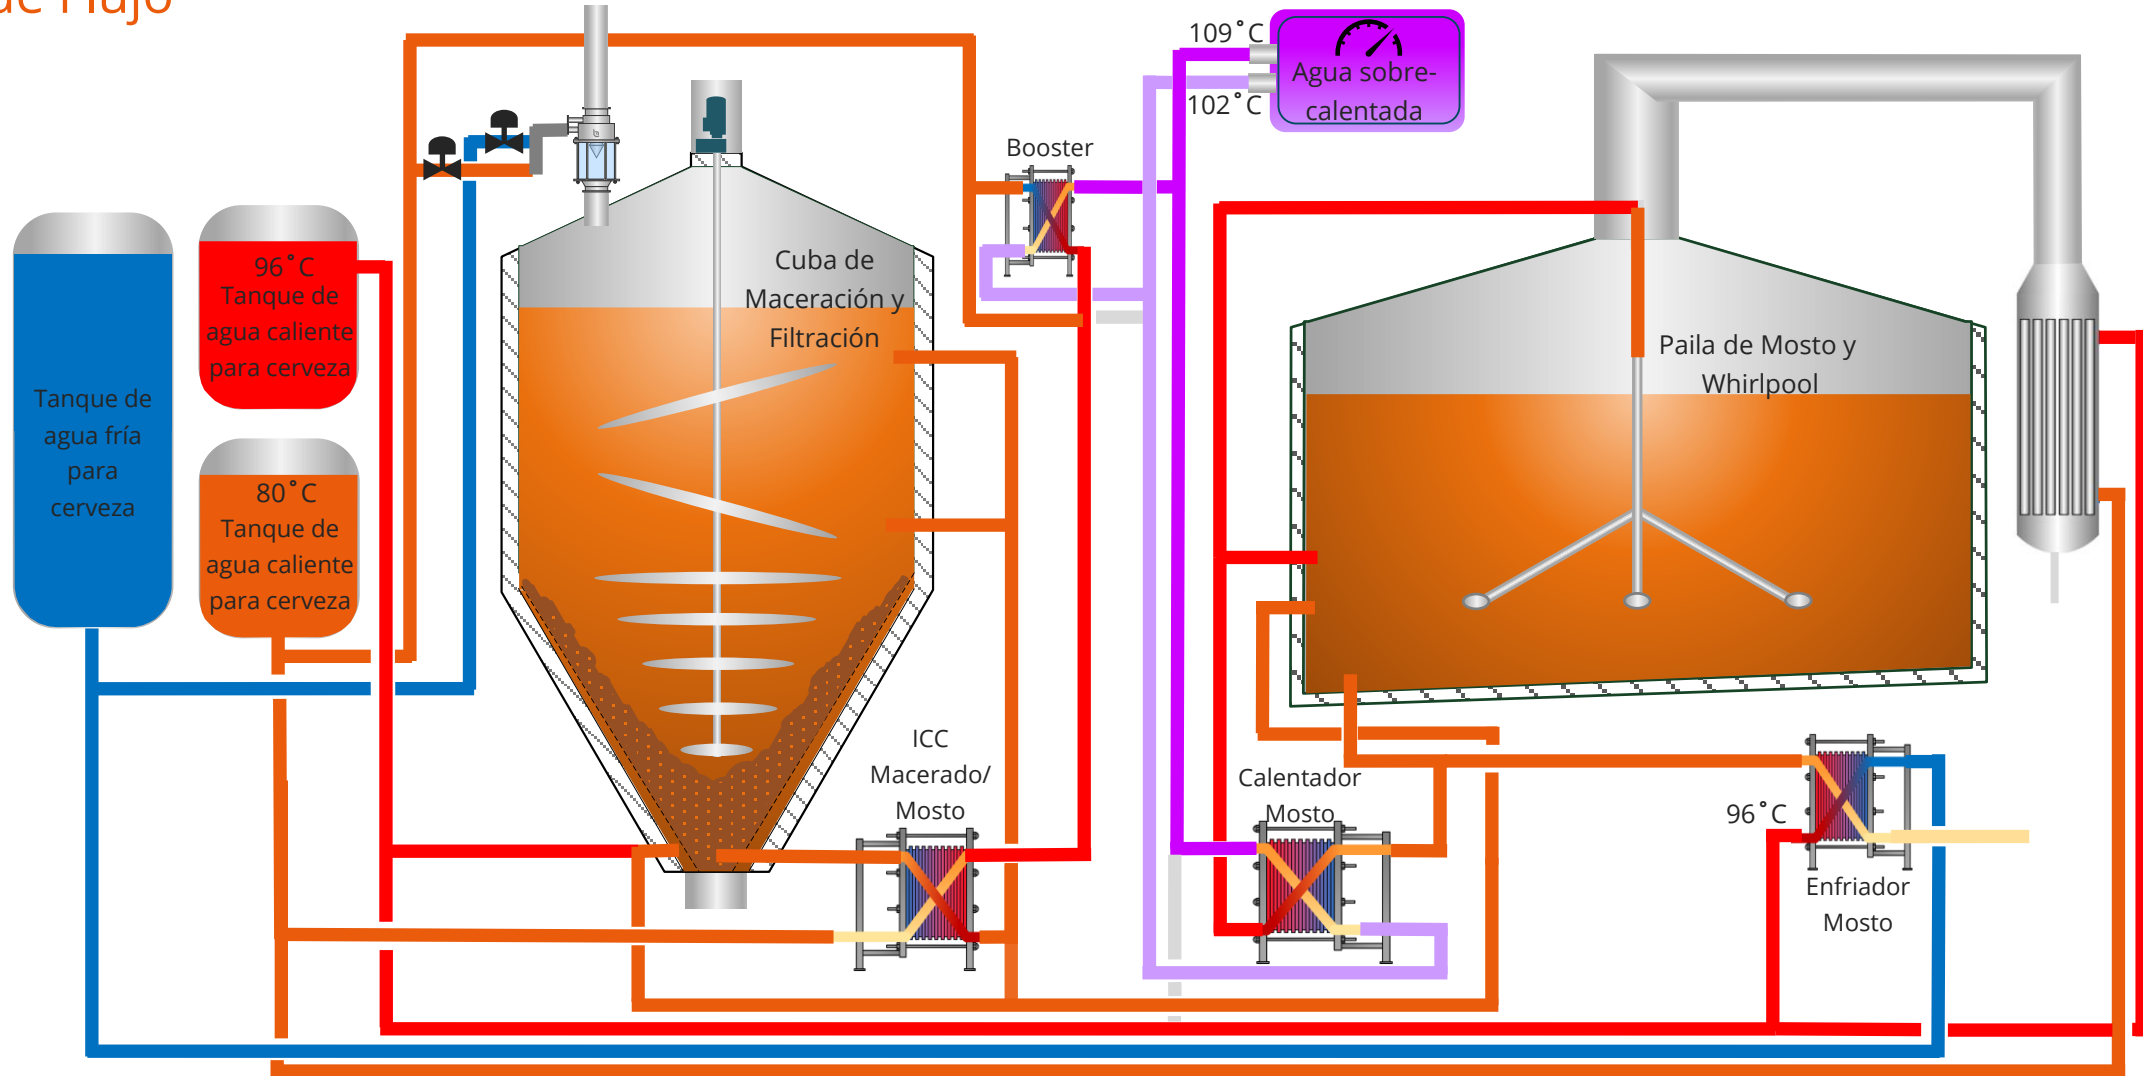 de Flujo
109°C
Agua sobre-
calentada
102°C
Booster
96°C
Tanque de
agua caliente
para cerveza
Cuba de
Maceración y
Filtración
Paila de Mosto y
Whirlpool
Tanque de
agua fría
para
cerveza
80°C
Tanque de
agua caliente
para cerveza
ICC
Macerado/
Mosto
Calentador
Mosto
96°C
Enfriador
Mosto